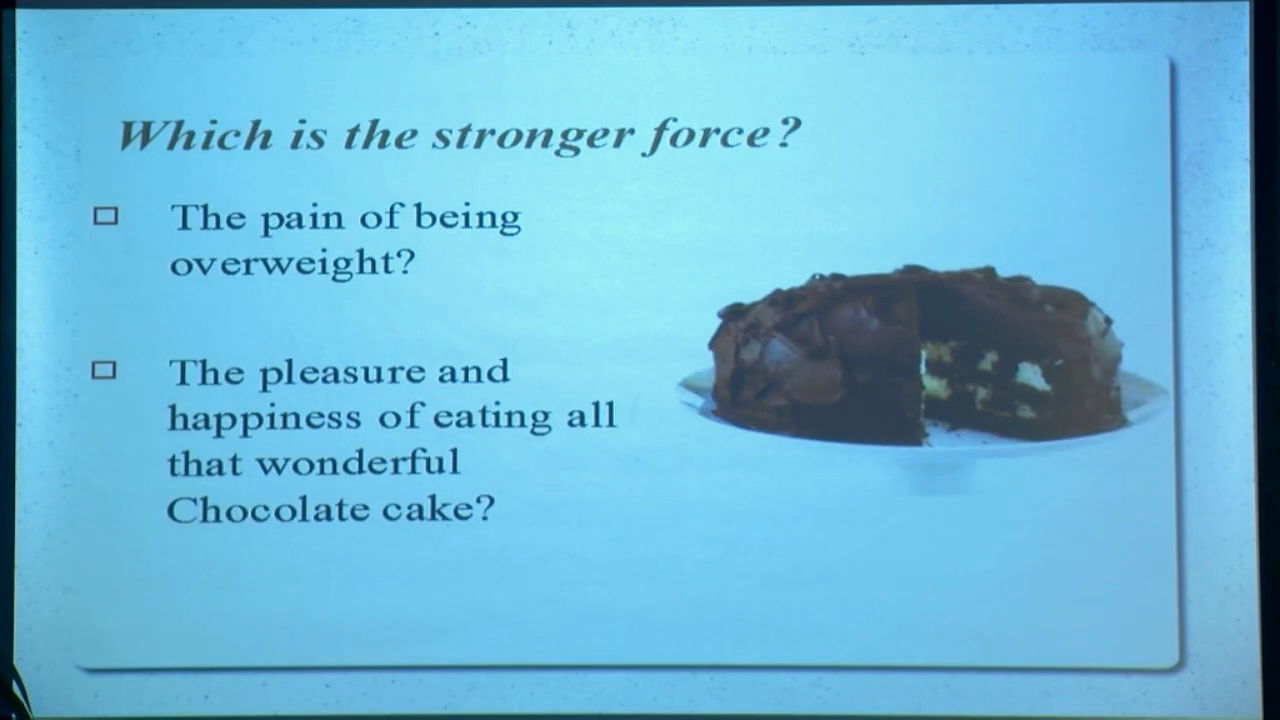 Which is the stronger force?
The pain of being
overweight?
The pleasure and
happiness of eating all
that wonderful
Chocolate cake?